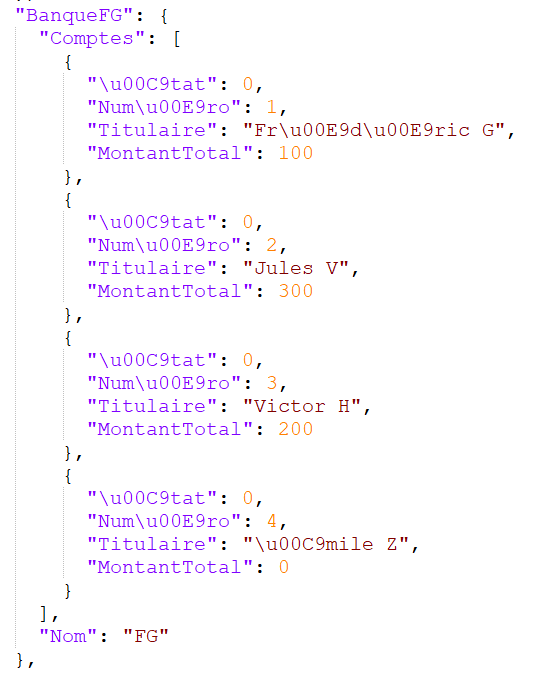 "BanqueFG": {
"Comptes": [
{
"\u00C9tat": 0,
"Num\u00E9ro": 1,
"Titulaire": "Fr\u00E9d\u00E9ric G",
"MontantTotal": 100
},
{
"\u00C9tat": 0,
"Num\u00E9ro": 2,
"Titulaire": "Jules V",
"MontantTotal": 300
},
{
"\u00C9tat": 0,
"Num\u00E9ro": 3,
"Titulaire": "Victor H",
"MontantTotal": 200
},
{
"\u00C9tat": 0,
"Num\u00E9ro": 4,
"Titulaire": "\u00C9mile Z",
"MontantTotal": 0
}
],
"Nom": "FG"
},